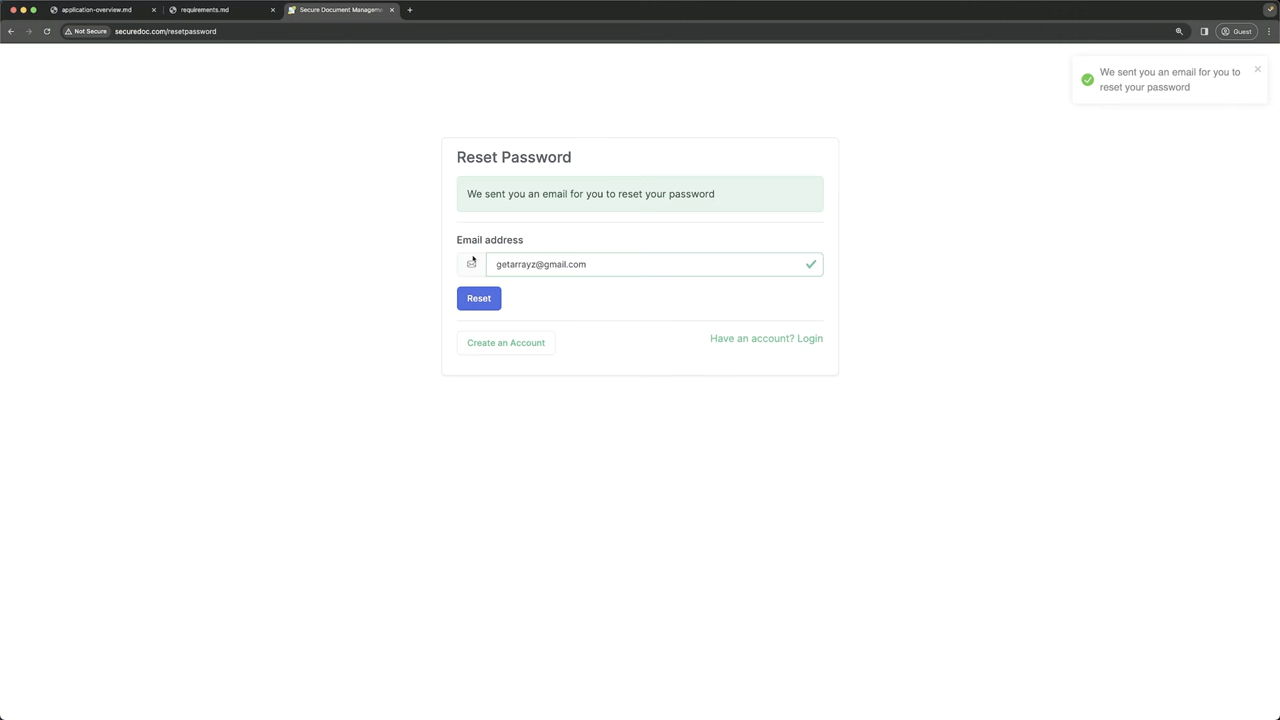 application-overview.md
requirements.md
Secure Document Managem
Not Secure
securedoc.com/resetpassword
Guest
We sent you an email for you to
reset your password
Reset Password
We sent you an email for you to reset your password
Email address
getarrayz@gmail.com
Reset
Create an Account
Have an account? Login